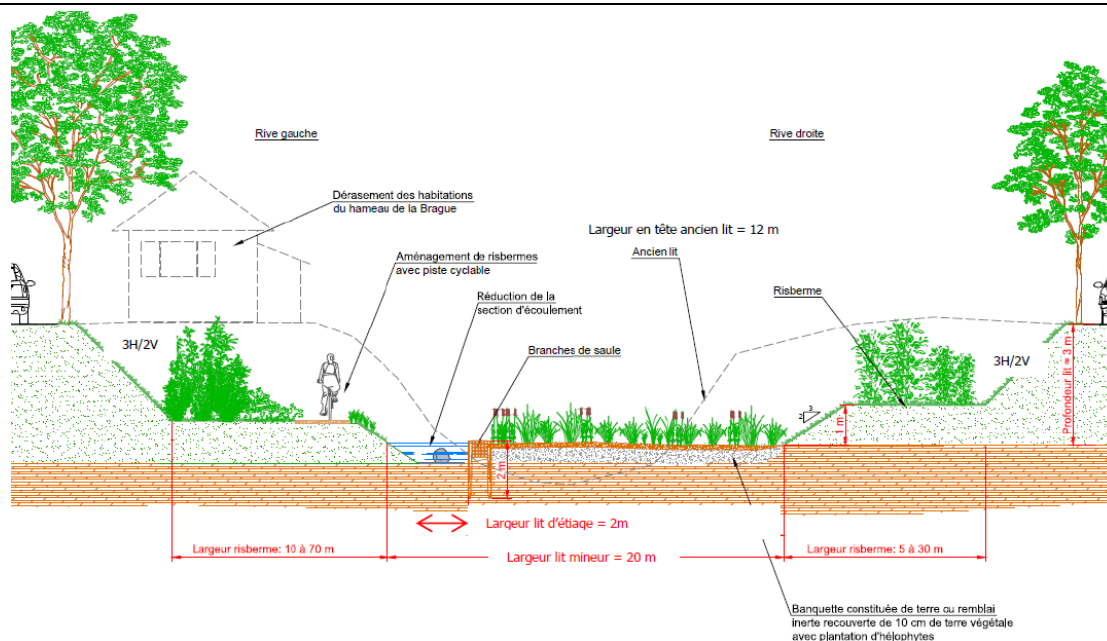 Rive gauche
Rive droite
Dérasement des habitations
du hameau de la Brague
Largeur en tête ancien lit = 12 m
Ancien lit
Aménagement de risbermes
avec piste cyclable
Réduction de la
section d'écoulement
Risberme
Branches de saule
3H/2V
3H/2V
Profondeur lit = 3 m
3
2
1 m
2 m
Largeur lit d'étiage = 2m
Largeur risberme: 10 à 70 m
Largeur lit mineur = 20 m
Largeur risberme: 5 à 30 m
Banquette constituée de terre ou remblai
inerte recouverte de 10 cm de terre végétale
avec plantation d'hélophytes